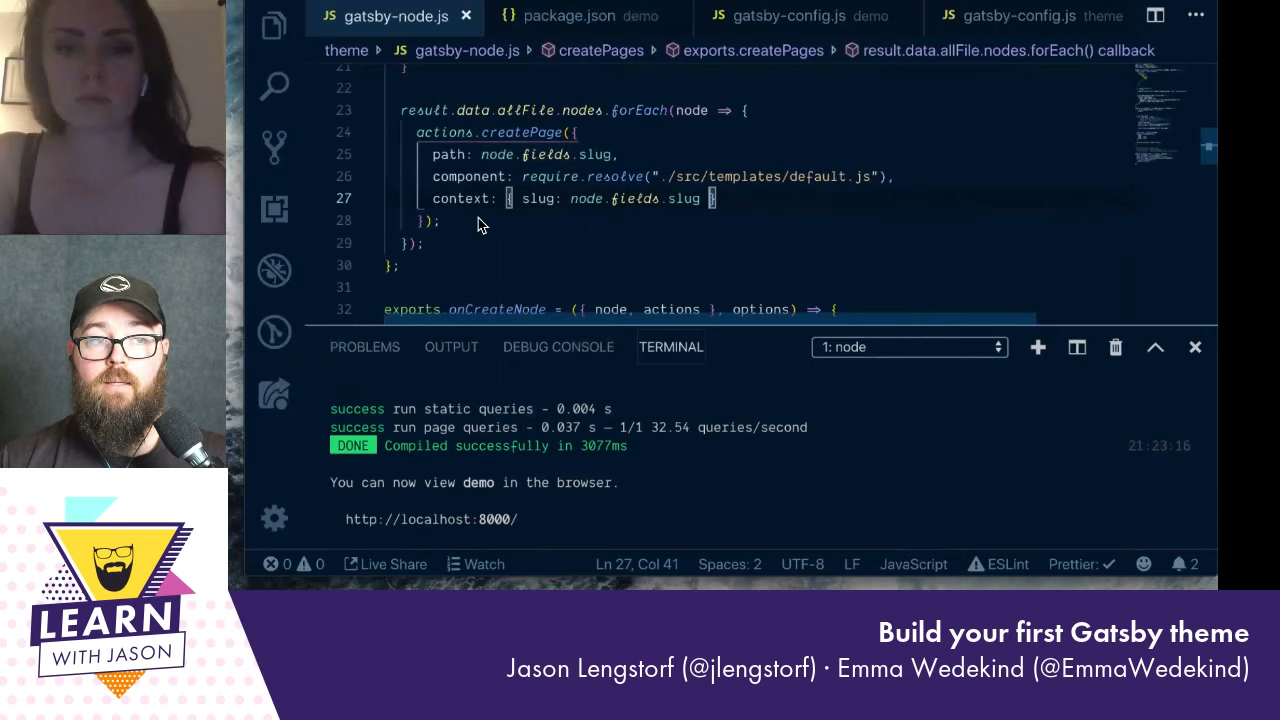 JS gatsby-node.js ×
{} package.json demo
JS gatsby-config.js demo
JS gatsby-config.js theme
theme JS gatsby-node.js createPages exports.createPages result.data.allFile.nodes.forEach() callback
21 }
22
23 result.data.allFile.nodes.forEach(node ⇒ {
24 actions.createPage({
25 path: node.fields.slug,
26 component: require.resolve("./src/templates/default.js"),
27 context: { slug: node.fields.slug }
28 });
29 });
30 };
31
32 exports.onCreateNode = ({ node, actions }, options) ⇒ {
PROBLEMS OUTPUT DEBUG CONSOLE TERMINAL 1: node
success run static queries - 0.004 s
success run page queries - 0.037 s — 1/1 32.54 queries/second
DONE Compiled successfully in 3077ms 21:23:16
You can now view demo in the browser.
http://localhost:8000/
0 0 Live Share Watch Ln 27, Col 41 Spaces: 2 UTF-8 LF JavaScript ESLint Prettier: ✓ 2
LEARN
WITH JASON
Build your first Gatsby theme
Jason Lengstorf (@jlengstorf) · Emma Wedekind (@EmmaWedekind)